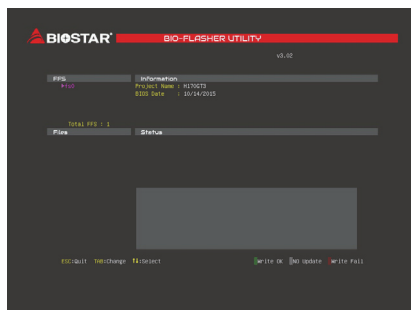 BIOSTAR
BIO-FLASHER UTILITY
v3.02
FFS
Information
Fs0
Project Name : H170GT3
BIOS Date : 10/14/2015
Total FFS : 1
Files
Status
ESC:Quit TAB:Change ↑↓:Select
Write OK NO Update Write Fail